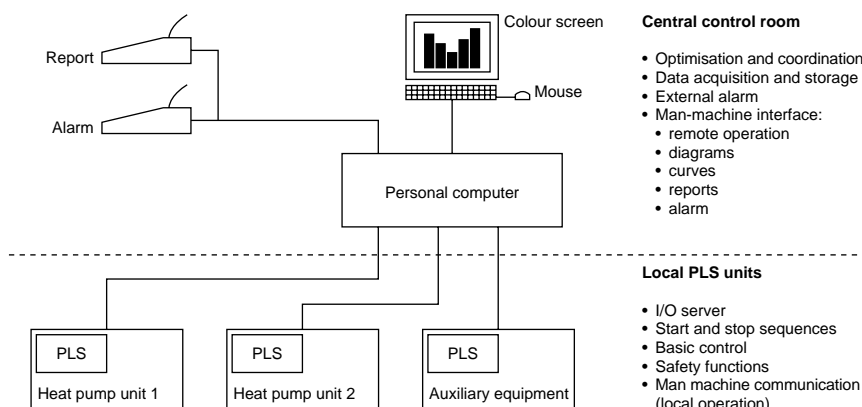 Report
Alarm
Colour screen
Mouse
Personal computer
Central control room
• Optimisation and coordination
• Data acquisition and storage
• External alarm
• Man-machine interface:
• remote operation
• diagrams
• curves
• reports
• alarm
PLS
Heat pump unit 1
PLS
Heat pump unit 2
PLS
Auxiliary equipment
Local PLS units
• I/O server
• Start and stop sequences
• Basic control
• Safety functions
• Man machine communication
(local operation)